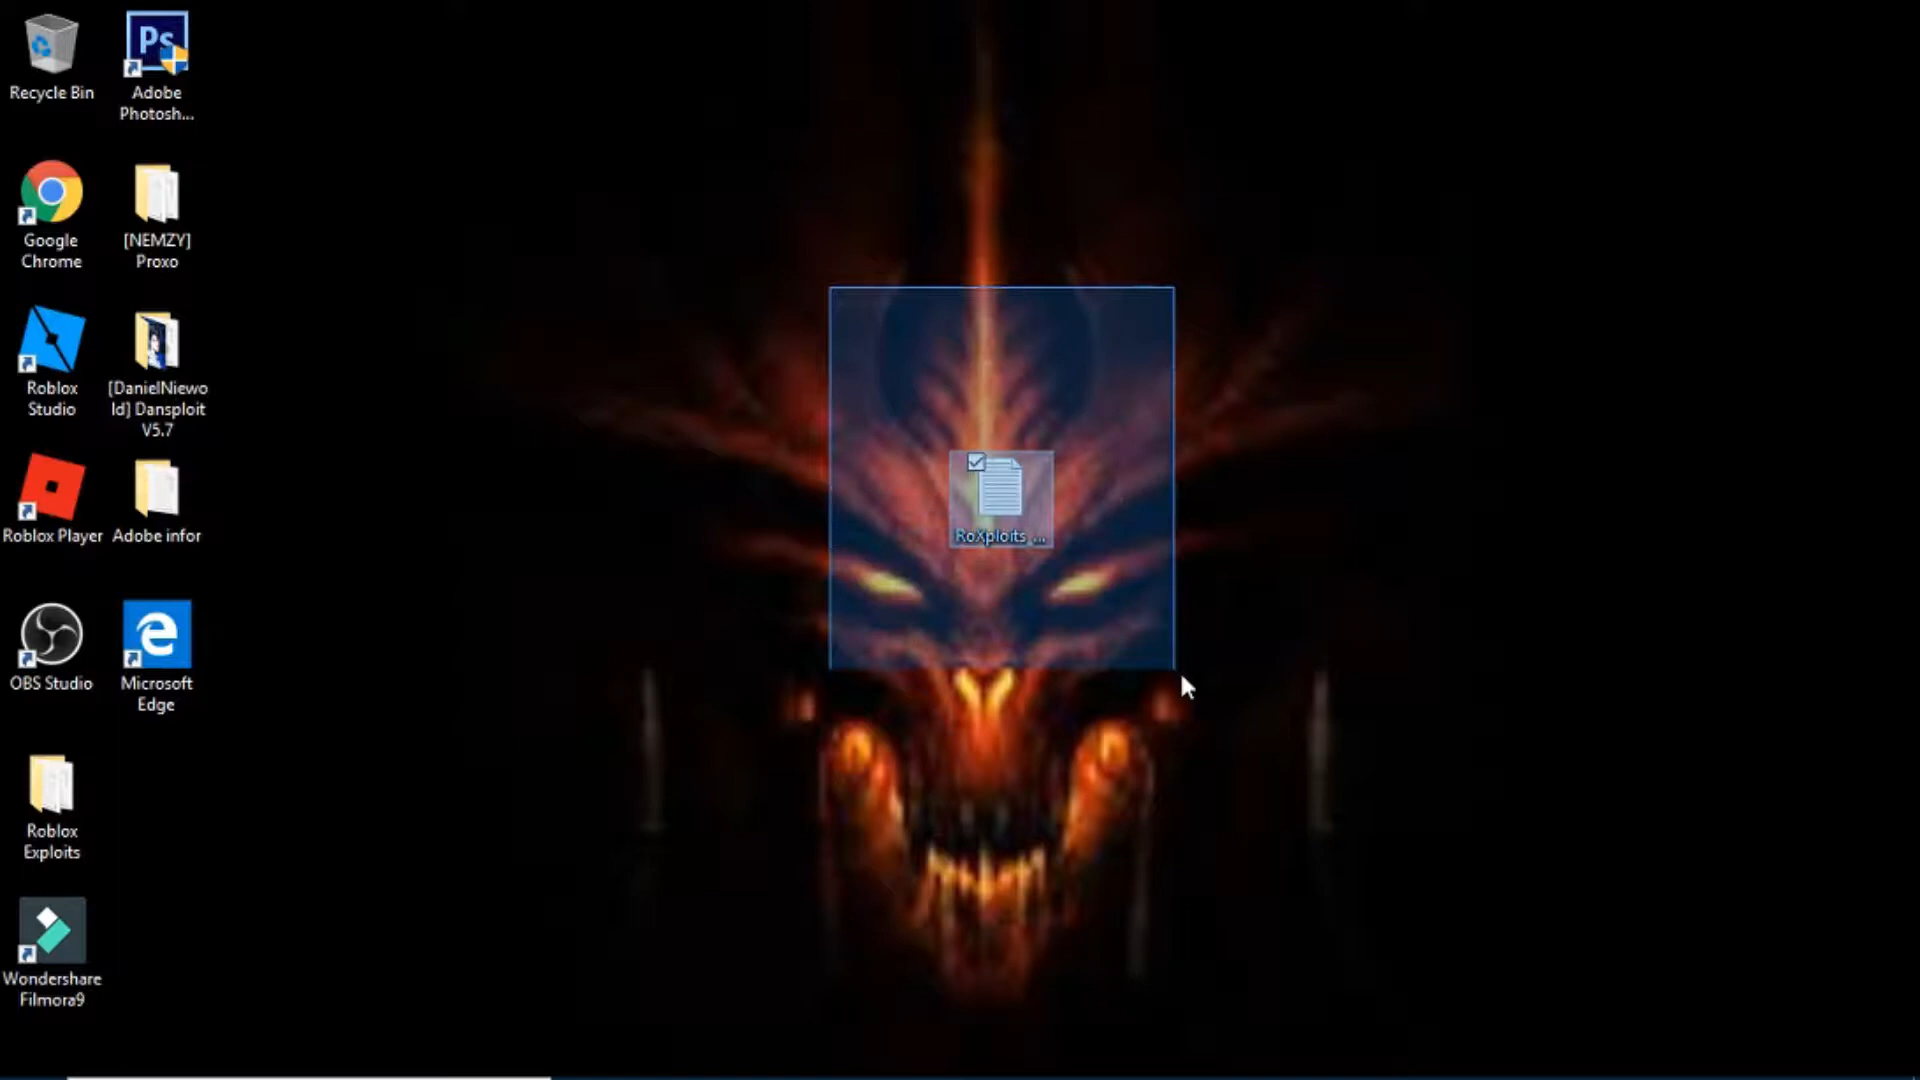 Recycle Bin
Ps
Adobe
Photosh...
Google
Chrome
[NEMZY]
Proxo
Roblox
Studio
[DanielNiewo
ld] Dansploit
V5.7
Roblox Player
Adobe infor
RoXploits_...
OBS Studio
Microsoft
Edge
Roblox
Exploits
Wondershare
Filmora9